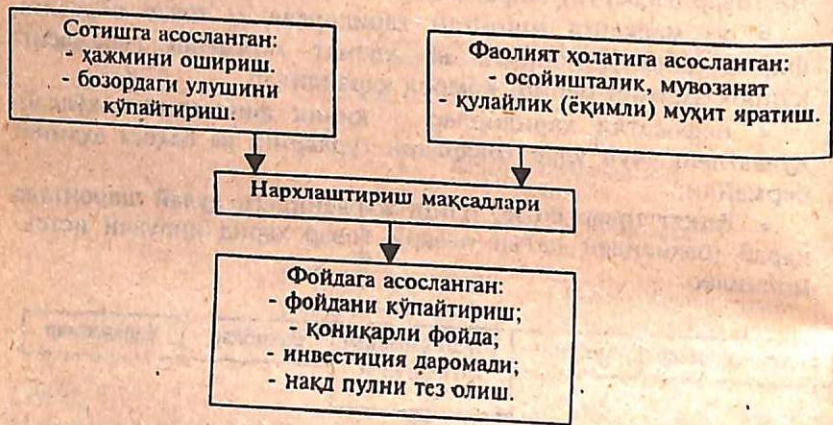 Сотишга асосланган:
- ҳажмини ошириш.
- бозордаги улушини
кўпайтириш.
Фаолият ҳолатига асосланган:
- осойишталик, мувозанат
- қулайлик (ёқимли) муҳит яратиш.
Нархлаштириш мақсадлари
Фойдага асосланган:
- фойдани кўпайтириш;
- қониқарли фойда;
- инвестиция даромади;
- нақд пулни тез олиш.